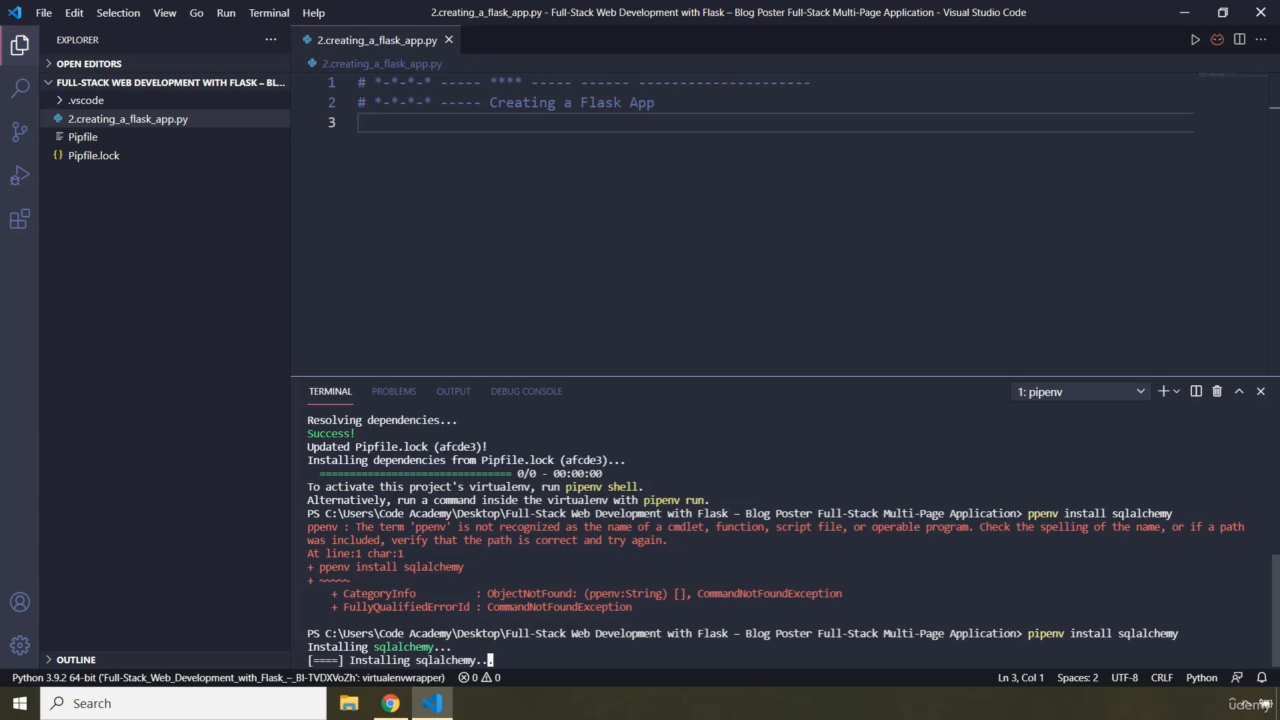 File Edit Selection View Go Run Terminal Help
2.creating_a_flask_app.py - Full-Stack Web Development with Flask – Blog Poster Full-Stack Multi-Page Application - Visual Studio Code
EXPLORER
OPEN EDITORS
FULL-STACK WEB DEVELOPMENT WITH FLASK – BL...
.vscode
2.creating_a_flask_app.py
Pipfile
{} Pipfile.lock
OUTLINE
2.creating_a_flask_app.py
2.creating_a_flask_app.py
1 # *-*-*-* ----- **** ----- ------ ---------------------
2 # *-*-*-* ----- Creating a Flask App
3
TERMINAL PROBLEMS OUTPUT DEBUG CONSOLE
1: pipenv
Resolving dependencies...
Success!
Updated Pipfile.lock (afcde3)!
Installing dependencies from Pipfile.lock (afcde3)...
================================ 0/0 - 00:00:00
To activate this project's virtualenv, run pipenv shell.
Alternatively, run a command inside the virtualenv with pipenv run.
PS C:\Users\Code Academy\Desktop\Full-Stack Web Development with Flask – Blog Poster Full-Stack Multi-Page Application> ppenv install sqlalchemy
ppenv : The term 'ppenv' is not recognized as the name of a cmdlet, function, script file, or operable program. Check the spelling of the name, or if a path
was included, verify that the path is correct and try again.
At line:1 char:1
+ ppenv install sqlalchemy
+ ~~~~~
+ CategoryInfo : ObjectNotFound: (ppenv:String) [], CommandNotFoundException
+ FullyQualifiedErrorId : CommandNotFoundException
PS C:\Users\Code Academy\Desktop\Full-Stack Web Development with Flask – Blog Poster Full-Stack Multi-Page Application> pipenv install sqlalchemy
Installing sqlalchemy...
[====] Installing sqlalchemy...
Python 3.9.2 64-bit ('Full-Stack_Web_Development_with_Flask_–_Bl-TVDXVoZh': virtualenvwrapper) 0 0
Ln 3, Col 1 Spaces: 2 UTF-8 CRLF Python
Search
udemy